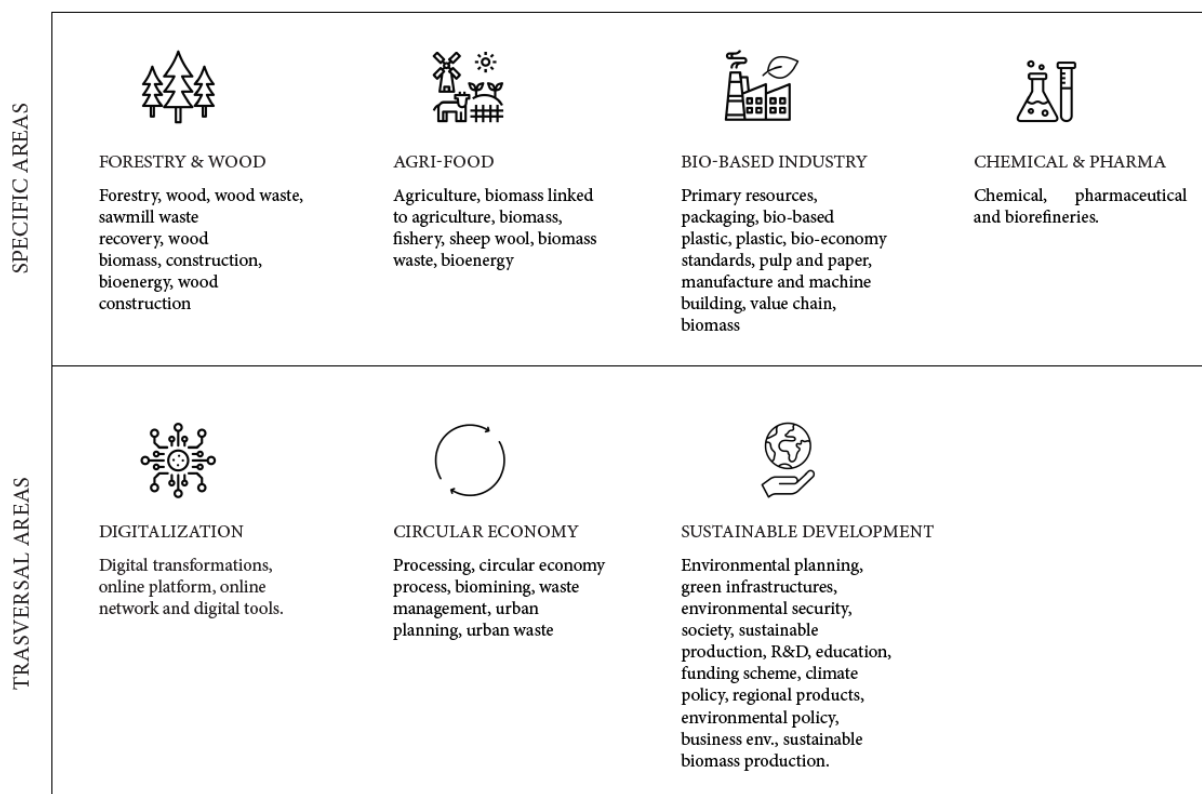 SPECIFIC AREAS
FORESTRY & WOOD
Forestry, wood, wood waste,
sawmill waste
recovery, wood
biomass, construction,
bioenergy, wood
construction
AGRI-FOOD
Agriculture, biomass linked
to agriculture, biomass,
fishery, sheep wool, biomass
waste, bioenergy
BIO-BASED INDUSTRY
Primary resources,
packaging, bio-based
plastic, plastic, bio-economy
standards, pulp and paper,
manufacture and machine
building, value chain,
biomass
CHEMICAL & PHARMA
Chemical, pharmaceutical
and biorefineries.
TRASVERSAL AREAS
DIGITALIZATION
Digital transformations,
online platform, online
network and digital tools.
CIRCULAR ECONOMY
Processing, circular economy
process, biomining, waste
management, urban
planning, urban waste
SUSTAINABLE DEVELOPMENT
Environmental planning,
green infrastructures,
environmental security,
society, sustainable
production, R&D, education,
funding scheme, climate
policy, regional products,
environmental policy,
business env., sustainable
biomass production.